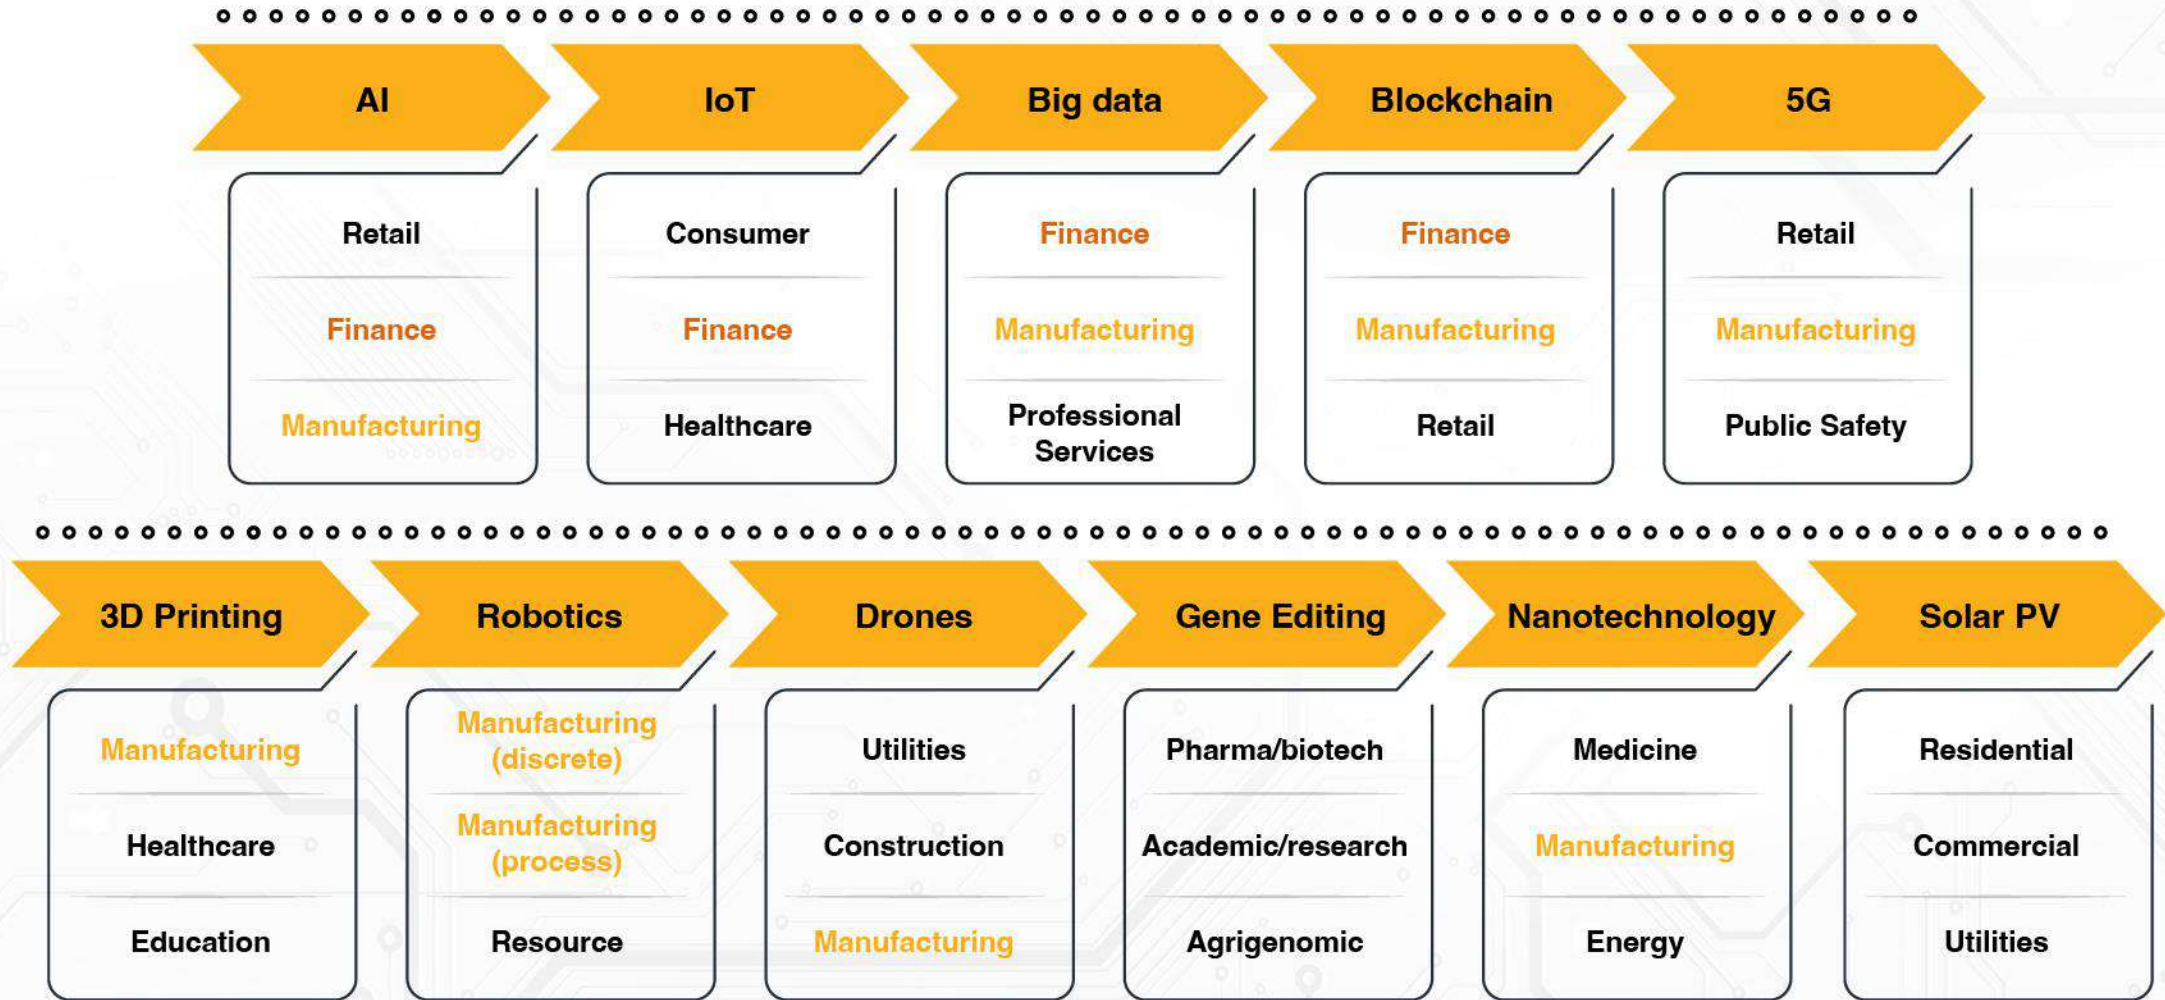 AI
IoT
Big data
Blockchain
5G
Retail
Finance
Manufacturing
Consumer
Finance
Healthcare
Finance
Manufacturing
Professional
Services
Finance
Manufacturing
Retail
Retail
Manufacturing
Public Safety
3D Printing
Robotics
Drones
Gene Editing
Nanotechnology
Solar PV
Manufacturing
Healthcare
Education
Manufacturing
(discrete)
Manufacturing
(process)
Resource
Utilities
Construction
Manufacturing
Pharma/biotech
Academic/research
Agrigenomic
Medicine
Manufacturing
Energy
Residential
Commercial
Utilities